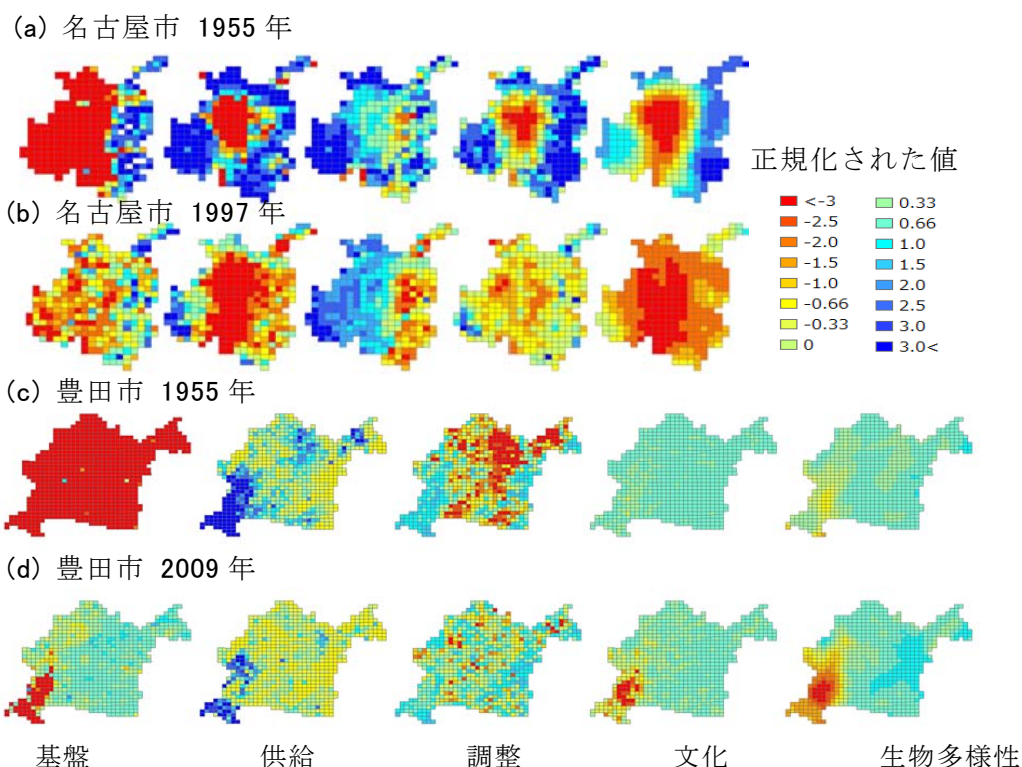 (a) 名古屋市 1955 年
(b) 名古屋市 1997 年
正規化された値
<-3 0.33
-2.5 0.66
-2.0 1.0
-1.5 1.5
-1.0 2.0
-0.66 2.5
-0.33 3.0
0 3.0<
(c) 豊田市 1955 年
(d) 豊田市 2009 年
基盤 供給 調整 文化 生物多様性